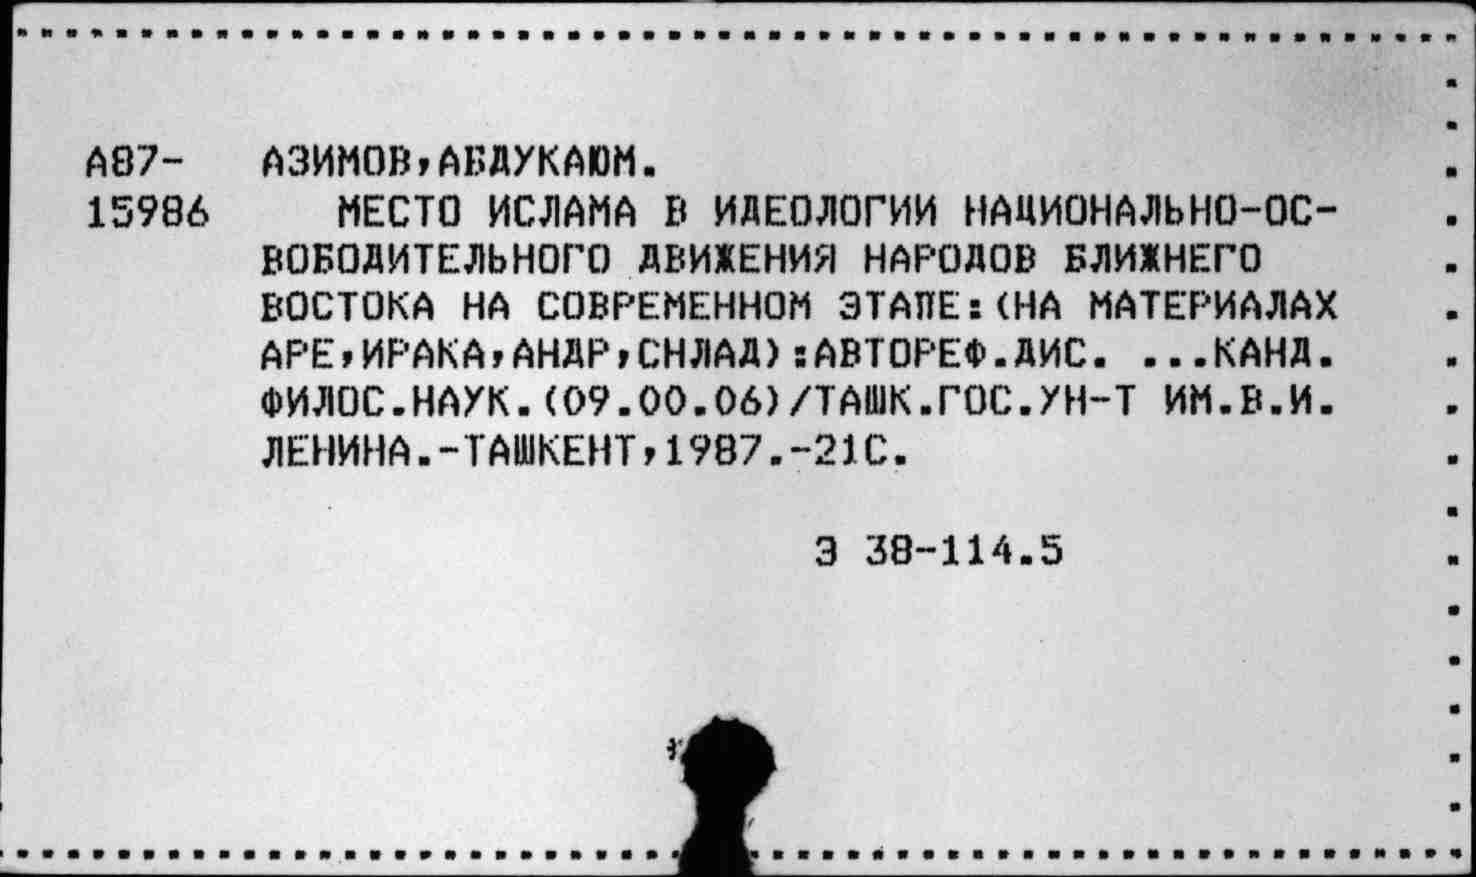 А87- АЗИМОВ,АБДУКАЮМ.
15986 МЕСТО ИСЛАМА В ИДЕОЛОГИИ НАЦИОНАЛЬНО-ОС-
ВОБОДИТЕЛЬНОГО ДВИЖЕНИЯ НАРОДОВ БЛИЖНЕГО
ВОСТОКА НА СОВРЕМЕННОМ ЭТАПЕ:(НА МАТЕРИАЛАХ
АРЕ,ИРАКА,АНДР,СНЛАД):АВТОРЕФ.ДИС. ...КАНД.
ФИЛОС.НАУК.(09.00.06)/ТАШК.ГОС.УН-Т ИМ.В.И.
ЛЕНИНА.-ТАШКЕНТ,1987.-21С.
Э 38-114.5